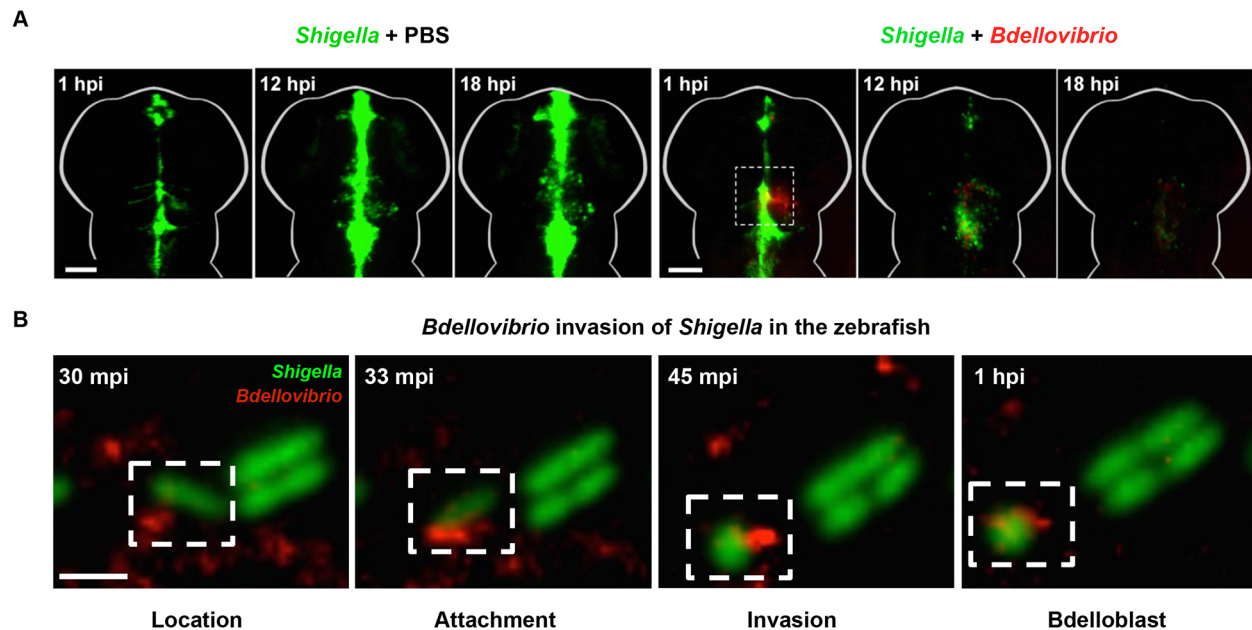 A
Shigella + PBS
Shigella + Bdellovibrio
1 hpi
12 hpi
18 hpi
1 hpi
12 hpi
18 hpi
B
Bdellovibrio invasion of Shigella in the zebrafish
30 mpi
Shigella
Bdellovibrio
33 mpi
45 mpi
1 hpi
Location
Attachment
Invasion
Bdelloblast